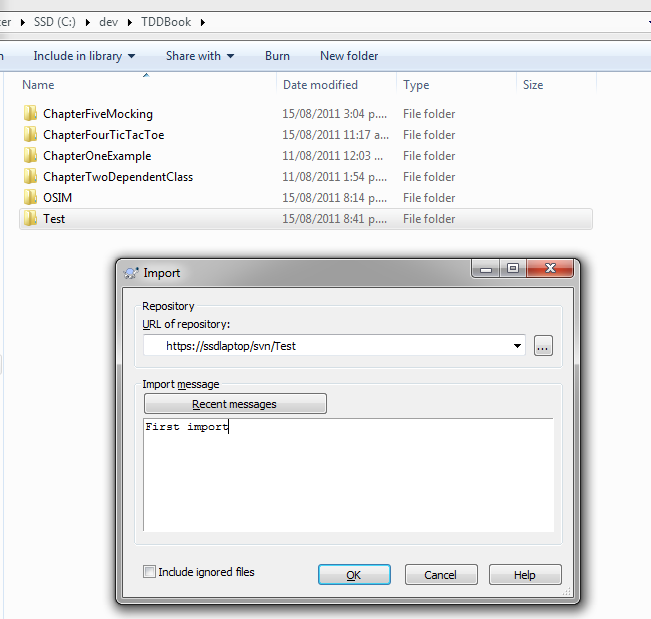 ter ▸ SSD (C:) ▸ dev ▸ TDDBook ▸
Include in library Share with Burn New folder
Name Date modified Type Size
ChapterFiveMocking 15/08/2011 3:04 p.... File folder
ChapterFourTicTacToe 15/08/2011 11:17 a... File folder
ChapterOneExample 11/08/2011 12:03 ... File folder
ChapterTwoDependentClass 11/08/2011 1:54 p.... File folder
OSIM 15/08/2011 8:14 p.... File folder
Test 15/08/2011 8:41 p.... File folder
Import
Repository
URL of repository:
https://ssdlaptop/svn/Test
...
Import message
Recent messages
First import
Include ignored files
OK Cancel Help